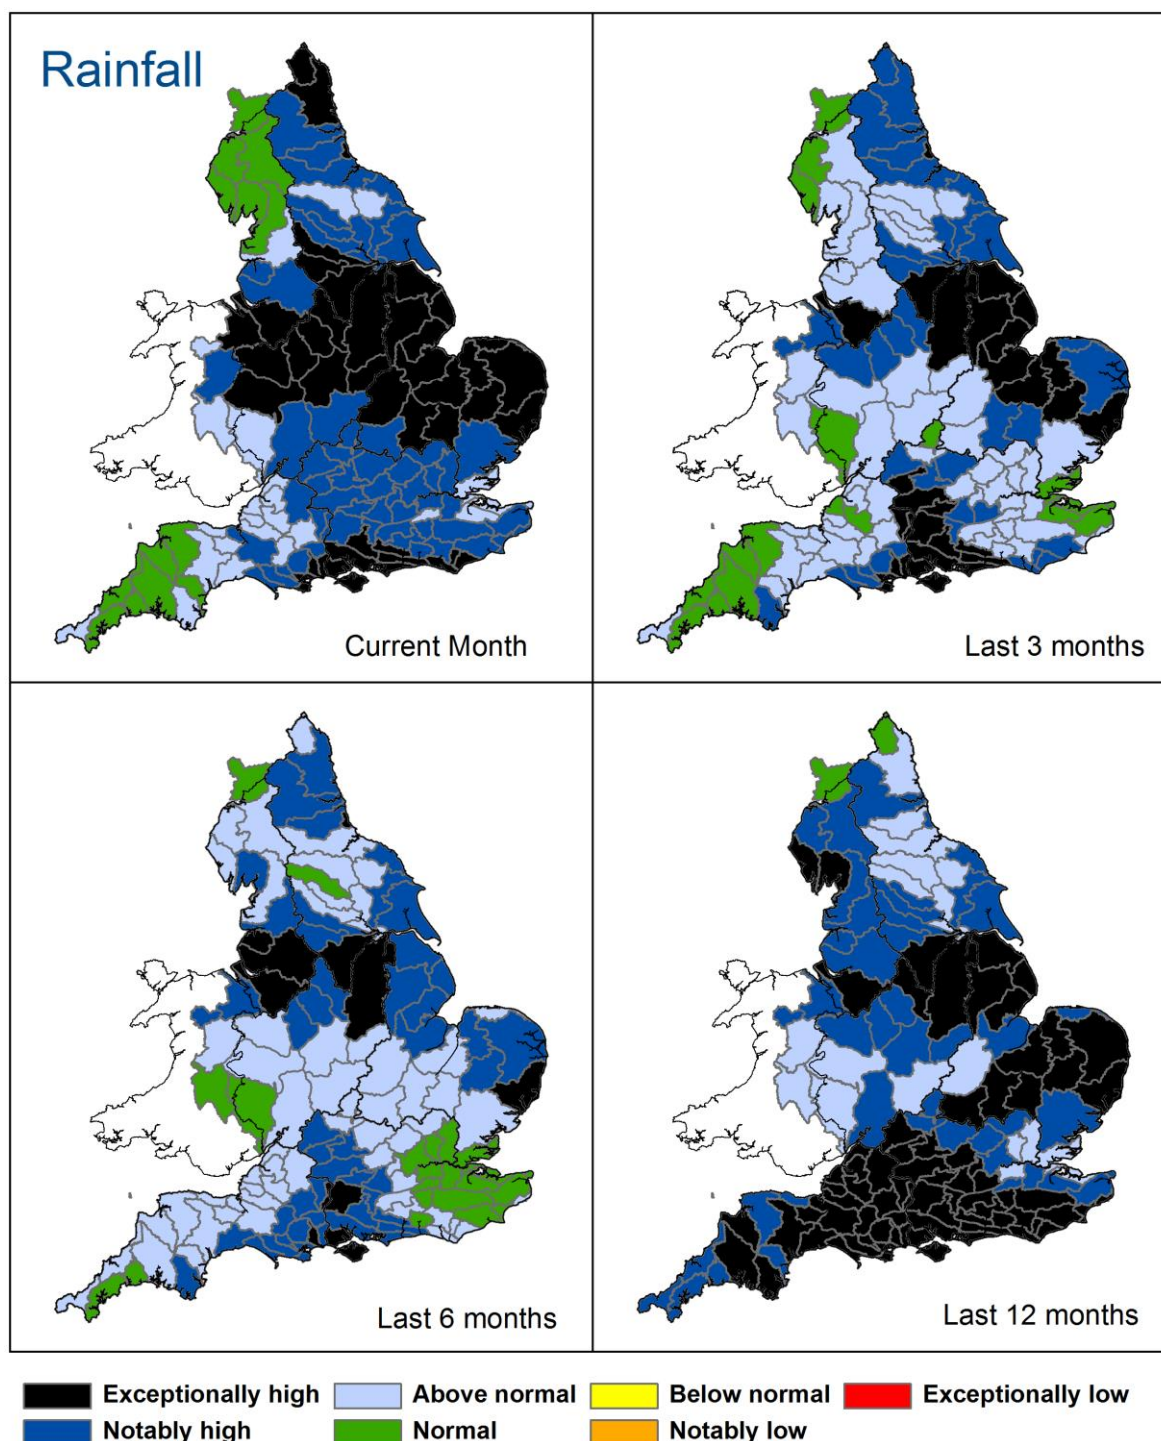 Rainfall
Current Month
Last 3 months
Last 6 months
Last 12 months
Exceptionally high Above normal Below normal Exceptionally low
Notably high Normal Notably low